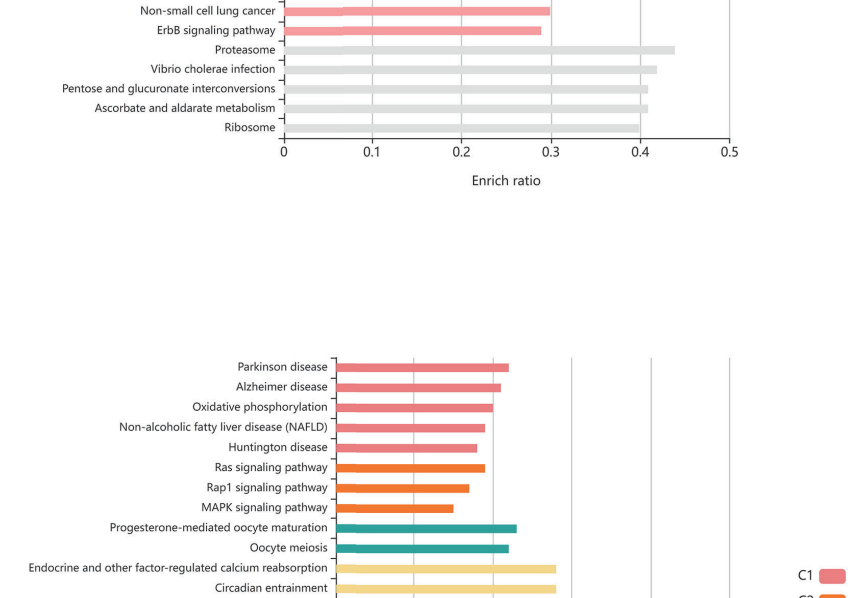 Non-small cell lung cancer
ErbB signaling pathway
Proteasome
Vibrio cholerae infection
Pentose and glucuronate interconversions
Ascorbate and aldarate metabolism
Ribosome
0 0.1 0.2 0.3 0.4 0.5
Enrich ratio
Parkinson disease
Alzheimer disease
Oxidative phosphorylation
Non-alcoholic fatty liver disease (NAFLD)
Huntington disease
Ras signaling pathway
Rap1 signaling pathway
MAPK signaling pathway
Progesterone-mediated oocyte maturation
Oocyte meiosis
Endocrine and other factor-regulated calcium reabsorption
C1
Circadian entrainment